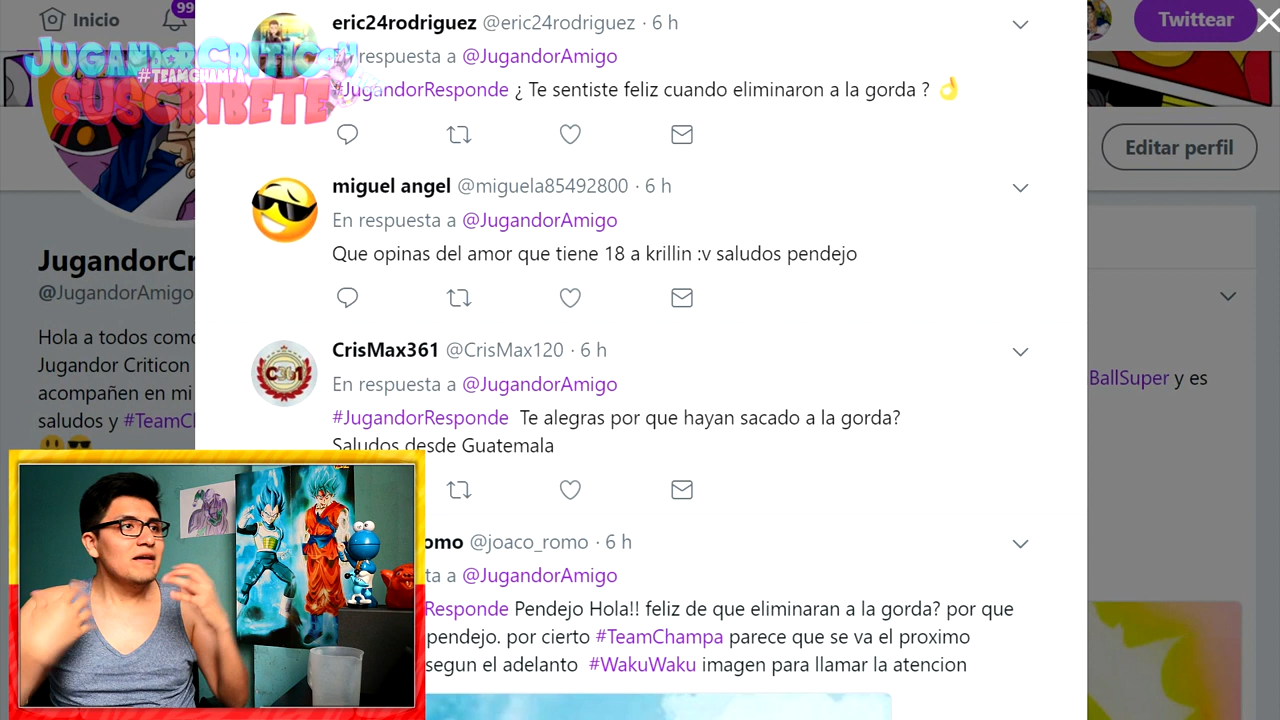 Inicio
99
Twittear
JUGANDORCRITICON
#TEAMCHAMPA
SUSCRIBETE
eric24rodriguez @eric24rodriguez · 6 h
En respuesta a @JugandorAmigo
#JugandorResponde ¿ Te sentiste feliz cuando eliminaron a la gorda ? 👌
Editar perfil
miguel angel @miguela85492800 · 6 h
En respuesta a @JugandorAmigo
Que opinas del amor que tiene 18 a krillin :v saludos pendejo
JugandorCr
@JugandorAmigo
Hola a todos como
Jugandor Criticon
acompañen en mi
saludos y #TeamCh
CrisMax361 @CrisMax120 · 6 h
En respuesta a @JugandorAmigo
#JugandorResponde Te alegras por que hayan sacado a la gorda?
Saludos desde Guatemala
BallSuper y es
omo @joaco_romo · 6 h
ta a @JugandorAmigo
Responde Pendejo Hola!! feliz de que eliminaran a la gorda? por que
pendejo. por cierto #TeamChampa parece que se va el proximo
segun el adelanto #WakuWaku imagen para llamar la atencion